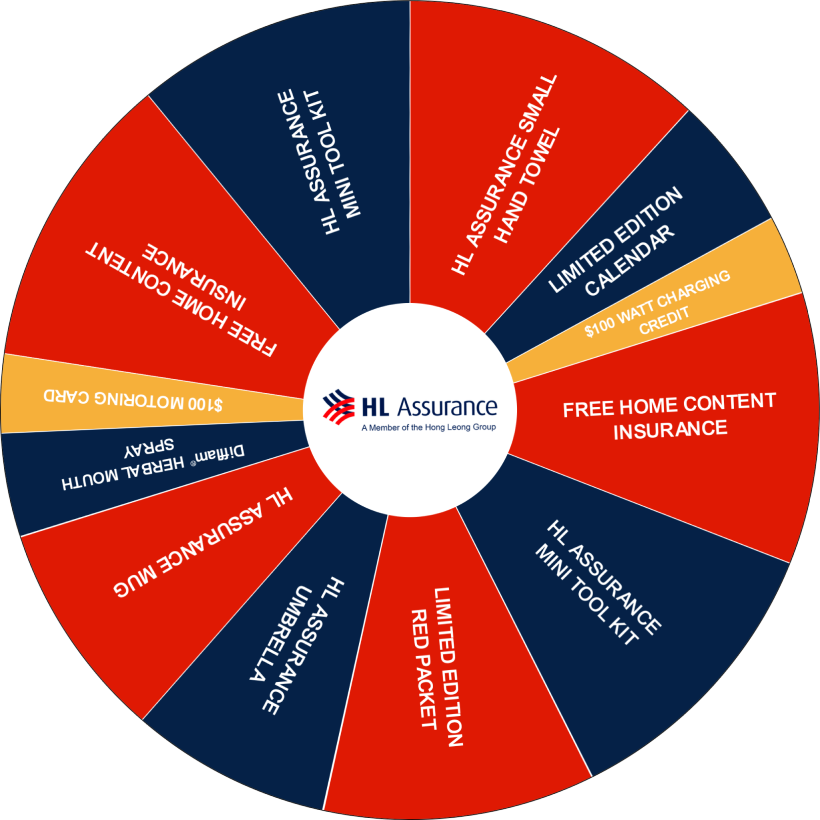 HL ASSURANCE SMALL
HAND TOWEL
LIMITED EDITION
CALENDAR
$100 WATT CHARGING
CREDIT
FREE HOME CONTENT
INSURANCE
HL ASSURANCE
MINI TOOL KIT
LIMITED EDITION
RED PACKET
HL ASSURANCE
UMBRELLA
HL ASSURANCE MUG
Difflam® HERBAL MOUTH
SPRAY
$100 MOTORING CARD
FREE HOME CONTENT
INSURANCE
HL ASSURANCE
MINI TOOL KIT
HL Assurance
A Member of the Hong Leong Group